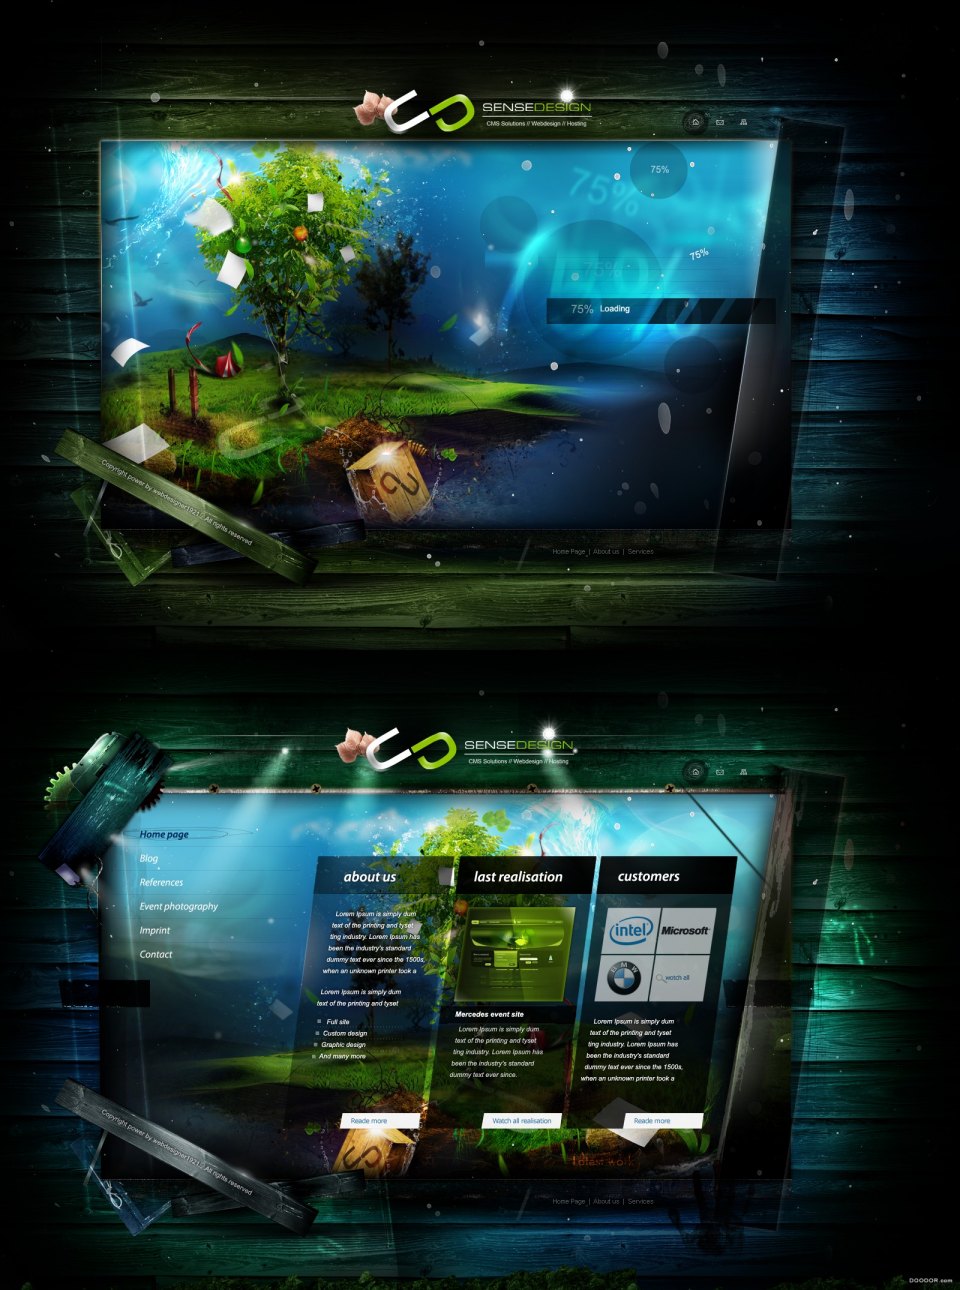 SENSEDESIGN
CMS Solutions // Webdesign // Hosting
75%
75%
75%
75%
75% Loading
Copyright power by webdesigner1921 // All rights reserved
Home Page | About us | Services
SENSEDESIGN
CMS Solutions // Webdesign // Hosting
Home page
Blog
References
Event photography
Imprint
Contact
about us
Lorem Ipsum is simply dum
text of the printing and tyset
ting industry. Lorem Ipsum has
been the industry's standard
dummy text ever since the 1500s,
when an unknown printer took a
Lorem Ipsum is simply dum
text of the printing and tyset
Full site
Custom design
Graphic design
And many more
Reade more
last realisation
Mercedes event site
Lorem Ipsum is simply dum
text of the printing and tyset
ting industry. Lorem Ipsum has
been the industry's standard
dummy text ever since.
Watch all realisation
customers
intel
Microsoft
BMW
watch all
Lorem Ipsum is simply dum
text of the printing and tyset
ting industry. Lorem Ipsum has
been the industry's standard
dummy text ever since the 1500s,
when an unknown printer took a
Reade more
latest work
Copyright power by webdesigner1921 // All rights reserved
Home Page | About us | Services
DOOOOR.com